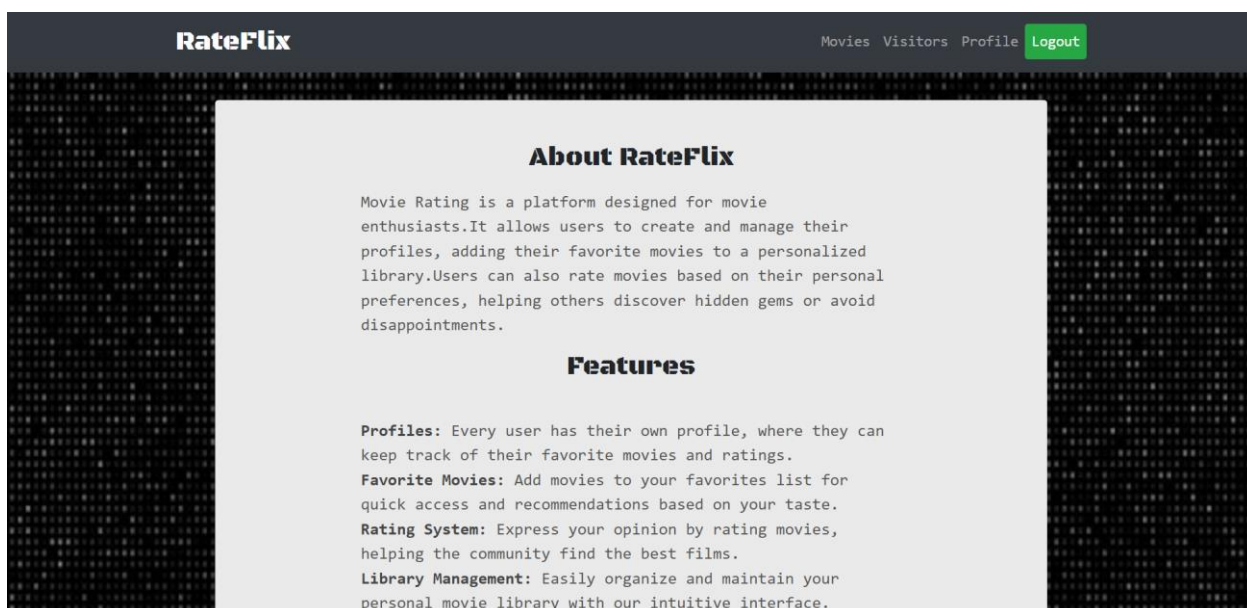 RateFlix
Movies Visitors Profile Logout
About RateFlix
Movie Rating is a platform designed for movie
enthusiasts.It allows users to create and manage their
profiles, adding their favorite movies to a personalized
library.Users can also rate movies based on their personal
preferences, helping others discover hidden gems or avoid
disappointments.
Features
Profiles: Every user has their own profile, where they can
keep track of their favorite movies and ratings.
Favorite Movies: Add movies to your favorites list for
quick access and recommendations based on your taste.
Rating System: Express your opinion by rating movies,
helping the community find the best films.
Library Management: Easily organize and maintain your
personal movie library with our intuitive interface.